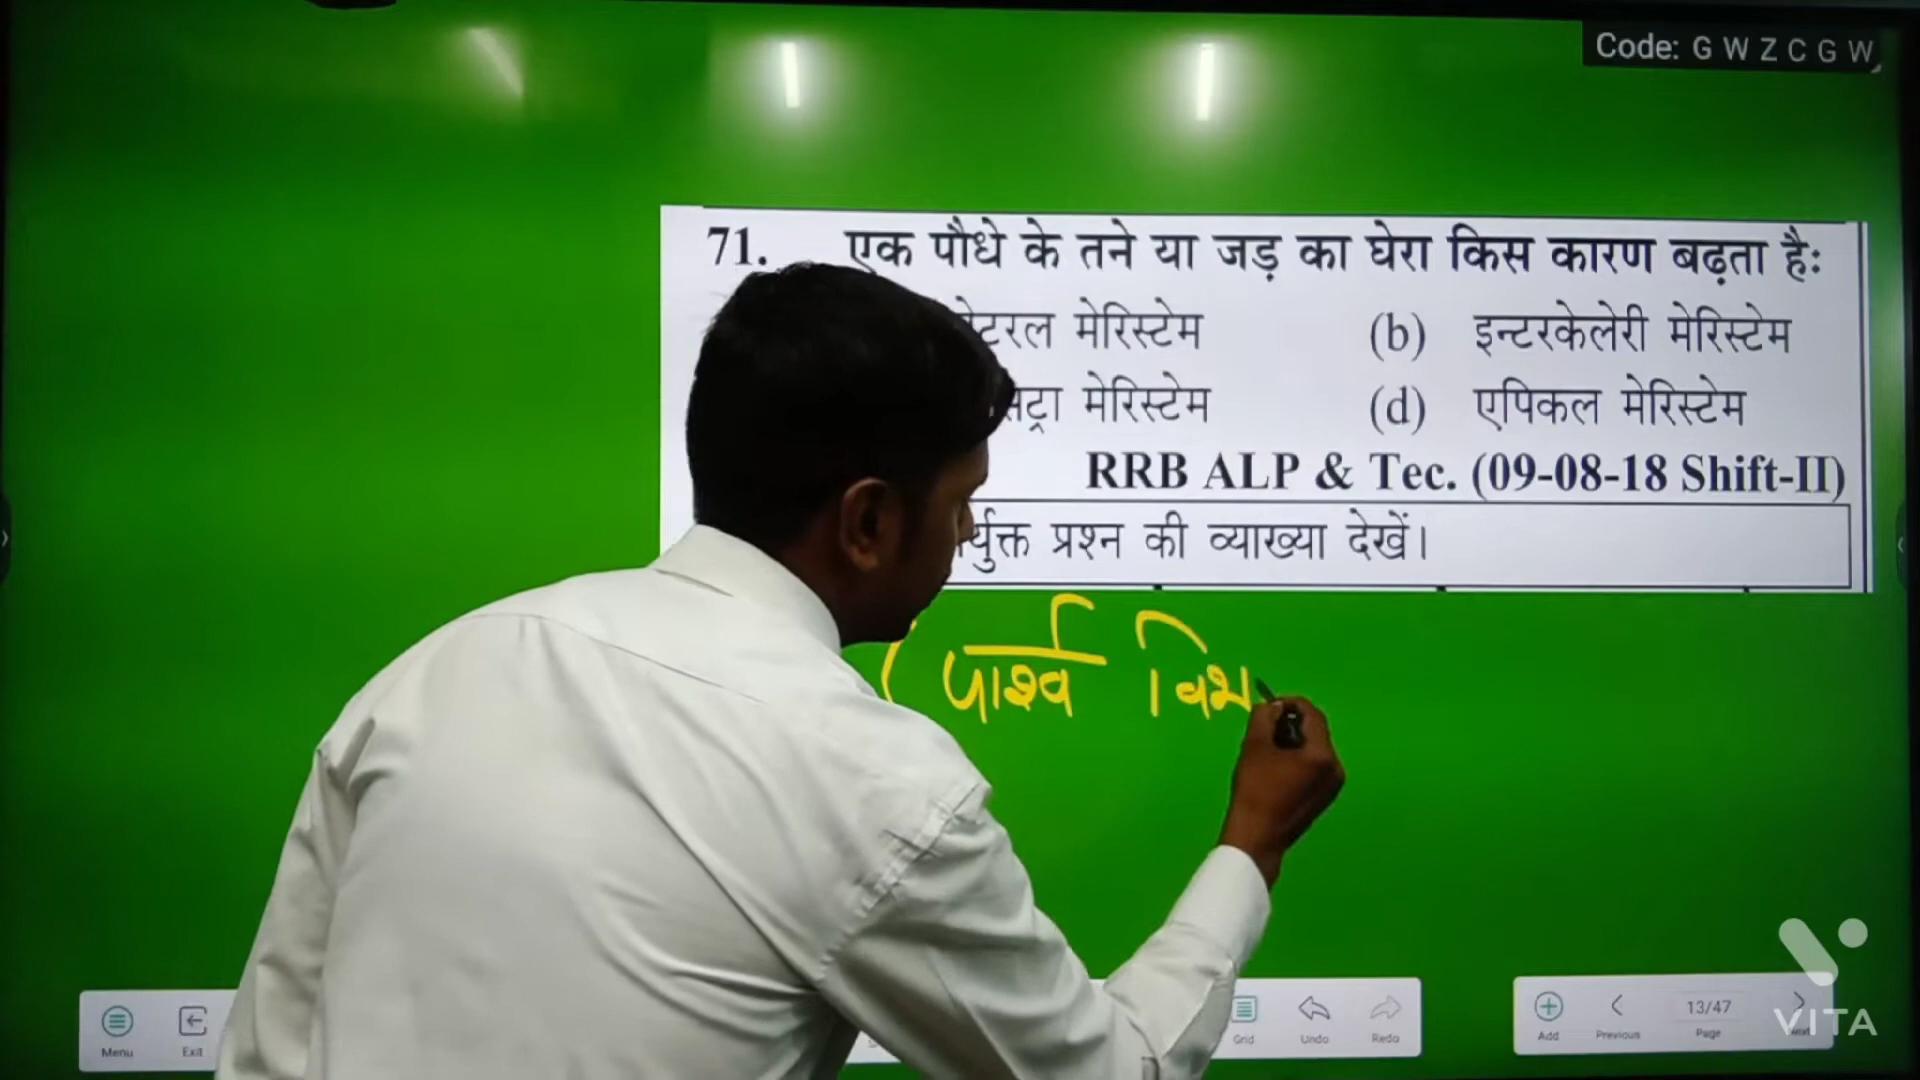 Code: G W Z C G W
71. एक पौधे के तने या जड़ का घेरा किस कारण बढ़ता हैः
मेरिस्टेम (b) इन्टरकेलेरी मेरिस्टेम
मेरिस्टेम (d) एपिकल मेरिस्टेम
RRB ALP & Tec. (09-08-18 Shift-II)
प्रश्न की व्याख्या देखें।
( पार्श्व विभ
Menu Exit Grid Undo Redo Add Previous 13/47 Page
VITA